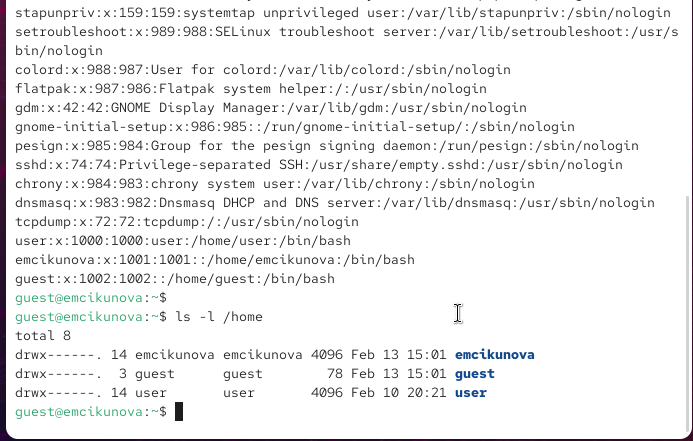 stapunpriv:x:159:159:systemtap unprivileged user:/var/lib/stapunpriv:/sbin/nologin
setroubleshoot:x:989:988:SELinux troubleshoot server:/var/lib/setroubleshoot:/usr/s
bin/nologin
colord:x:988:987:User for colord:/var/lib/colord:/sbin/nologin
flatpak:x:987:986:Flatpak system helper:/:/usr/sbin/nologin
gdm:x:42:42:GNOME Display Manager:/var/lib/gdm:/usr/sbin/nologin
gnome-initial-setup:x:986:985::/run/gnome-initial-setup/:/sbin/nologin
pesign:x:985:984:Group for the pesign signing daemon:/run/pesign:/sbin/nologin
sshd:x:74:74:Privilege-separated SSH:/usr/share/empty.sshd:/usr/sbin/nologin
chrony:x:984:983:chrony system user:/var/lib/chrony:/sbin/nologin
dnsmasq:x:983:982:Dnsmasq DHCP and DNS server:/var/lib/dnsmasq:/usr/sbin/nologin
tcpdump:x:72:72:tcpdump:/:/usr/sbin/nologin
user:x:1000:1000:user:/home/user:/bin/bash
emcikunova:x:1001:1001::/home/emcikunova:/bin/bash
guest:x:1002:1002::/home/guest:/bin/bash
guest@emcikunova:~$
guest@emcikunova:~$ ls -l /home
total 8
drwx------. 14 emcikunova emcikunova 4096 Feb 13 15:01 emcikunova
drwx------.  3 guest      guest        78 Feb 13 15:01 guest
drwx------. 14 user       user       4096 Feb 10 20:21 user
guest@emcikunova:~$